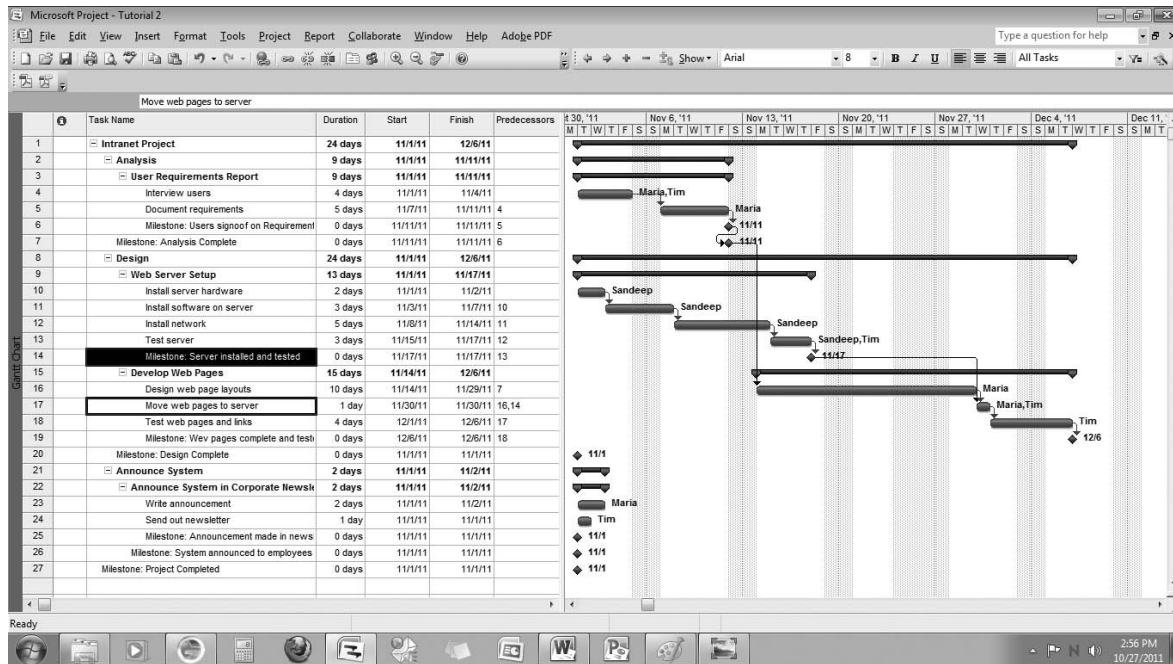 Microsoft Project - Tutorial 2
File Edit View Insert Format Tools Project Report Collaborate Window Help Adobe PDF Type a question for help
Show Arial 8 B I U All Tasks
Move web pages to server
Task Name Duration Start Finish Predecessors t 30, '11 Nov 6, '11 Nov 13, '11 Nov 20, '11 Nov 27, '11 Dec 4, '11 Dec 11, '
M T W T F S S M T W T F S S M T W T F S S M T W T F S S M T W T F S S M T W T F S S M T
1 Intranet Project 24 days 11/1/11 12/6/11
2 Analysis 9 days 11/1/11 11/11/11
3 User Requirements Report 9 days 11/1/11 11/11/11
4 Interview users 4 days 11/1/11 11/4/11 Maria,Tim
5 Document requirements 5 days 11/7/11 11/11/11 4 Maria
6 Milestone: Users signoof on Requirement 0 days 11/11/11 11/11/11 5 11/11
7 Milestone: Analysis Complete 0 days 11/11/11 11/11/11 6 11/11
8 Design 24 days 11/1/11 12/6/11
9 Web Server Setup 13 days 11/1/11 11/17/11
10 Install server hardware 2 days 11/1/11 11/2/11 Sandeep
11 Install software on server 3 days 11/3/11 11/7/11 10 Sandeep
12 Install network 5 days 11/8/11 11/14/11 11 Sandeep
13 Test server 3 days 11/15/11 11/17/11 12 Sandeep,Tim
14 Milestone: Server installed and tested 0 days 11/17/11 11/17/11 13 11/17
15 Develop Web Pages 15 days 11/14/11 12/6/11
16 Design web page layouts 10 days 11/14/11 11/29/11 7 Maria
17 Move web pages to server 1 day 11/30/11 11/30/11 16,14 Maria,Tim
18 Test web pages and links 4 days 12/1/11 12/6/11 17 Tim
19 Milestone: Wev pages complete and test 0 days 12/6/11 12/6/11 18 12/6
20 Milestone: Design Complete 0 days 11/1/11 11/1/11 11/1
21 Announce System 2 days 11/1/11 11/2/11
22 Announce System in Corporate Newsl 2 days 11/1/11 11/2/11
23 Write announcement 2 days 11/1/11 11/2/11 Maria
24 Send out newsletter 1 day 11/1/11 11/1/11 Tim
25 Milestone: Announcement made in news 0 days 11/1/11 11/1/11 11/1
26 Milestone: System announced to employees 0 days 11/1/11 11/1/11 11/1
27 Milestone: Project Completed 0 days 11/1/11 11/1/11 11/1
Gantt Chart
Ready
2:56 PM
10/27/2011